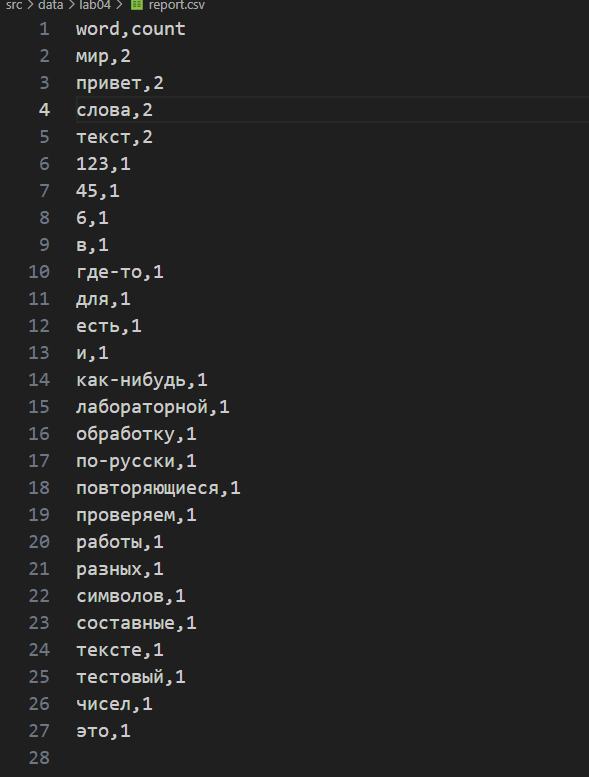 src > data > lab04 > report.csv
1 word,count
2 мир,2
3 привет,2
4 слова,2
5 текст,2
6 123,1
7 45,1
8 6,1
9 в,1
10 где-то,1
11 для,1
12 есть,1
13 и,1
14 как-нибудь,1
15 лабораторной,1
16 обработку,1
17 по-русски,1
18 повторяющиеся,1
19 проверяем,1
20 работы,1
21 разных,1
22 символов,1
23 составные,1
24 тексте,1
25 тестовый,1
26 чисел,1
27 это,1
28